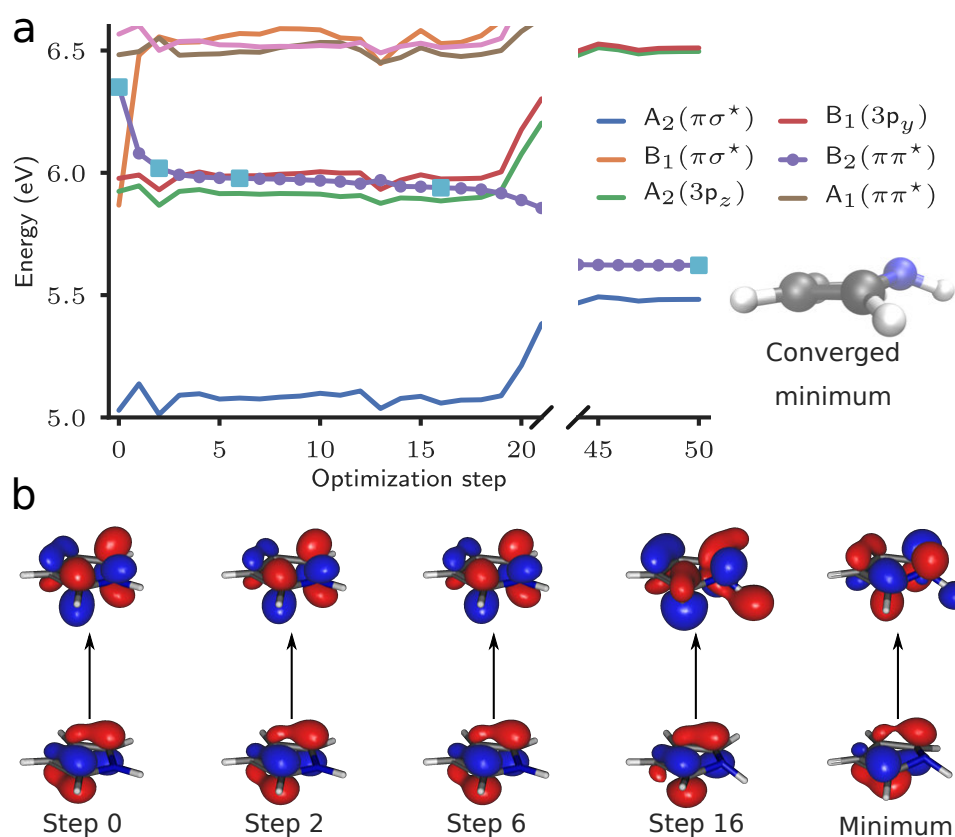 a
Energy (eV)
6.5
6.0
5.5
5.0
0 5 10 15 20 45 50
Optimization step
A₂(πσ⋆) B₁(3p_y)
B₁(πσ⋆) B₂(ππ⋆)
A₂(3p_z) A₁(ππ⋆)
Converged
minimum
b
Step 0 Step 2 Step 6 Step 16 Minimum